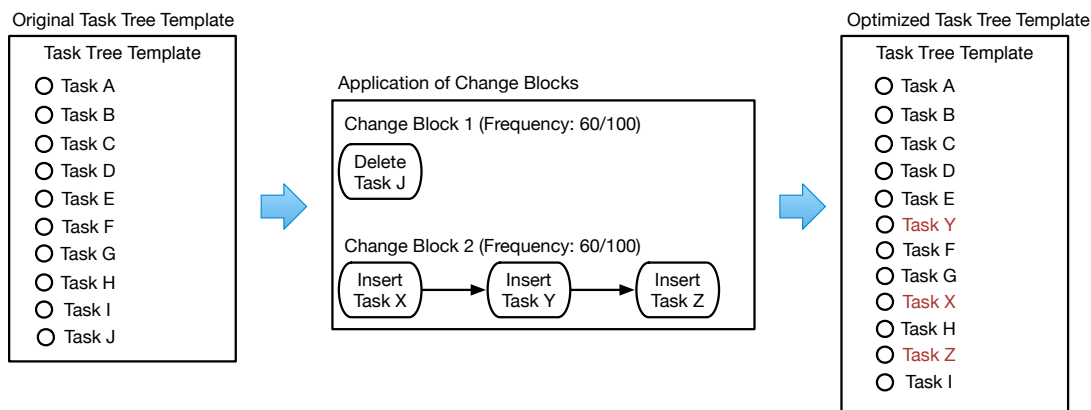 Original Task Tree Template
Task Tree Template
Task A
Task B
Task C
Task D
Task E
Task F
Task G
Task H
Task I
Task J
Application of Change Blocks
Change Block 1 (Frequency: 60/100)
Delete
Task J
Change Block 2 (Frequency: 60/100)
Insert
Task X
Insert
Task Y
Insert
Task Z
Optimized Task Tree Template
Task Tree Template
Task A
Task B
Task C
Task D
Task E
Task Y
Task F
Task G
Task X
Task H
Task Z
Task I